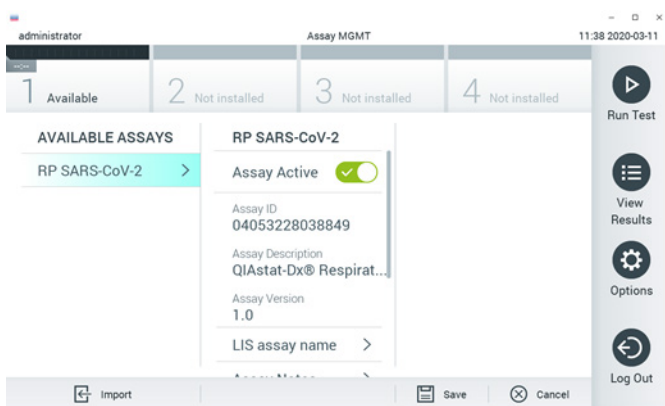 administrator Assay MGMT 11:38 2020-03-11
--:--
1 Available 2 Not installed 3 Not installed 4 Not installed
Run Test
AVAILABLE ASSAYS
RP SARS-CoV-2
RP SARS-CoV-2
Assay Active
Assay ID
04053228038849
Assay Description
QIAstat-Dx® Respirat...
Assay Version
1.0
LIS assay name
View
Results
Options
Log Out
Import Save Cancel